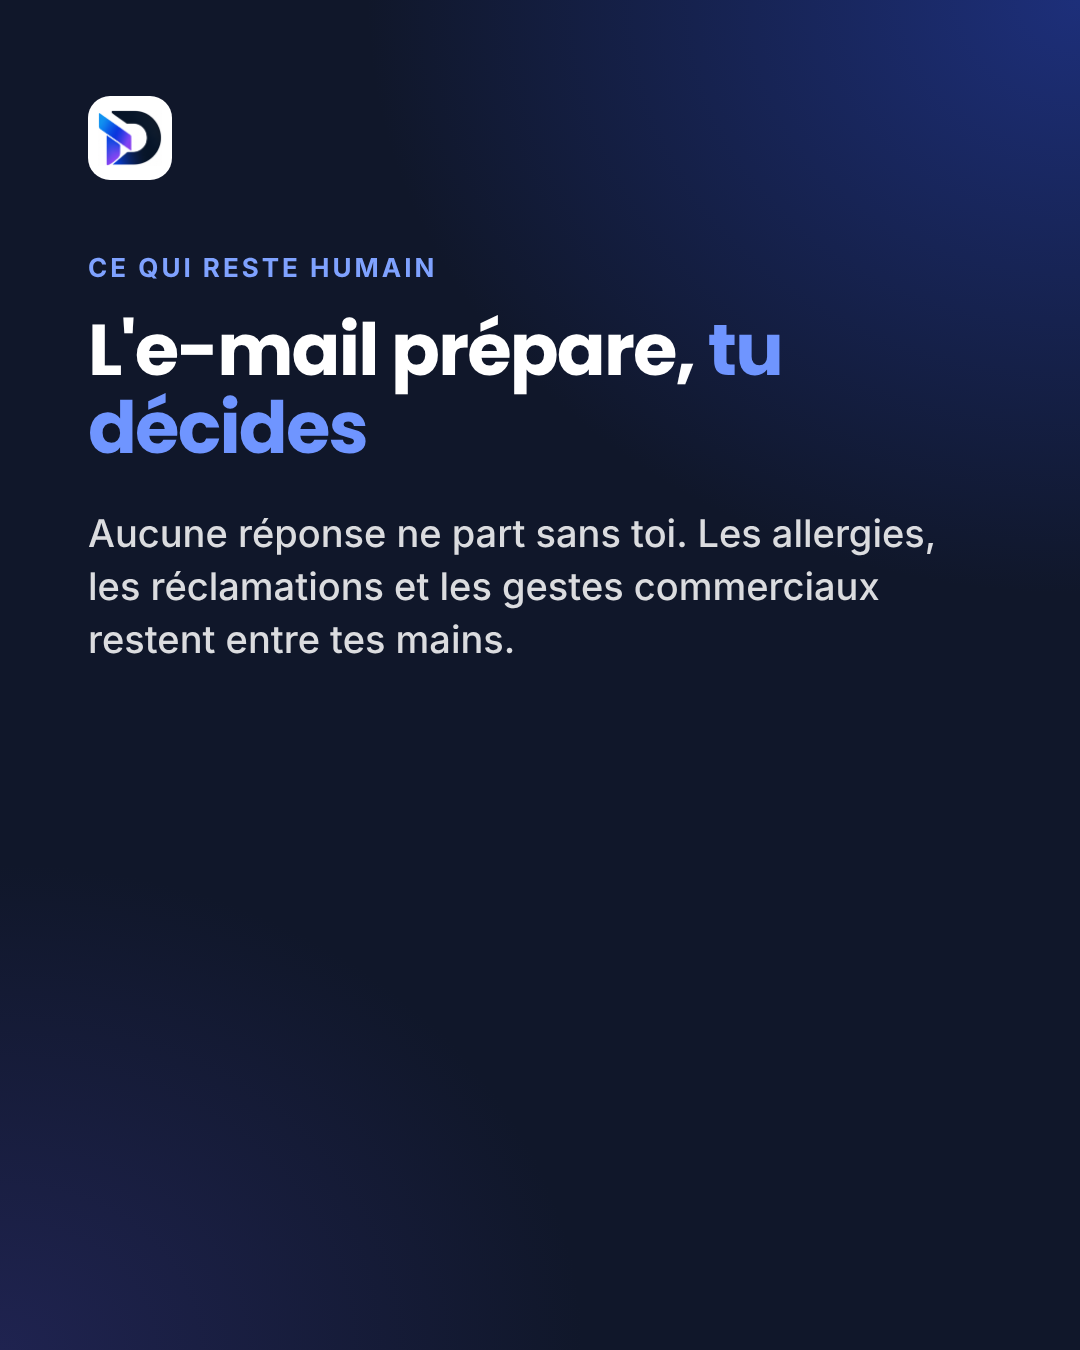 CE QUI RESTE HUMAIN
L'e-mail prépare, tu
décides
Aucune réponse ne part sans toi. Les allergies,
les réclamations et les gestes commerciaux
restent entre tes mains.